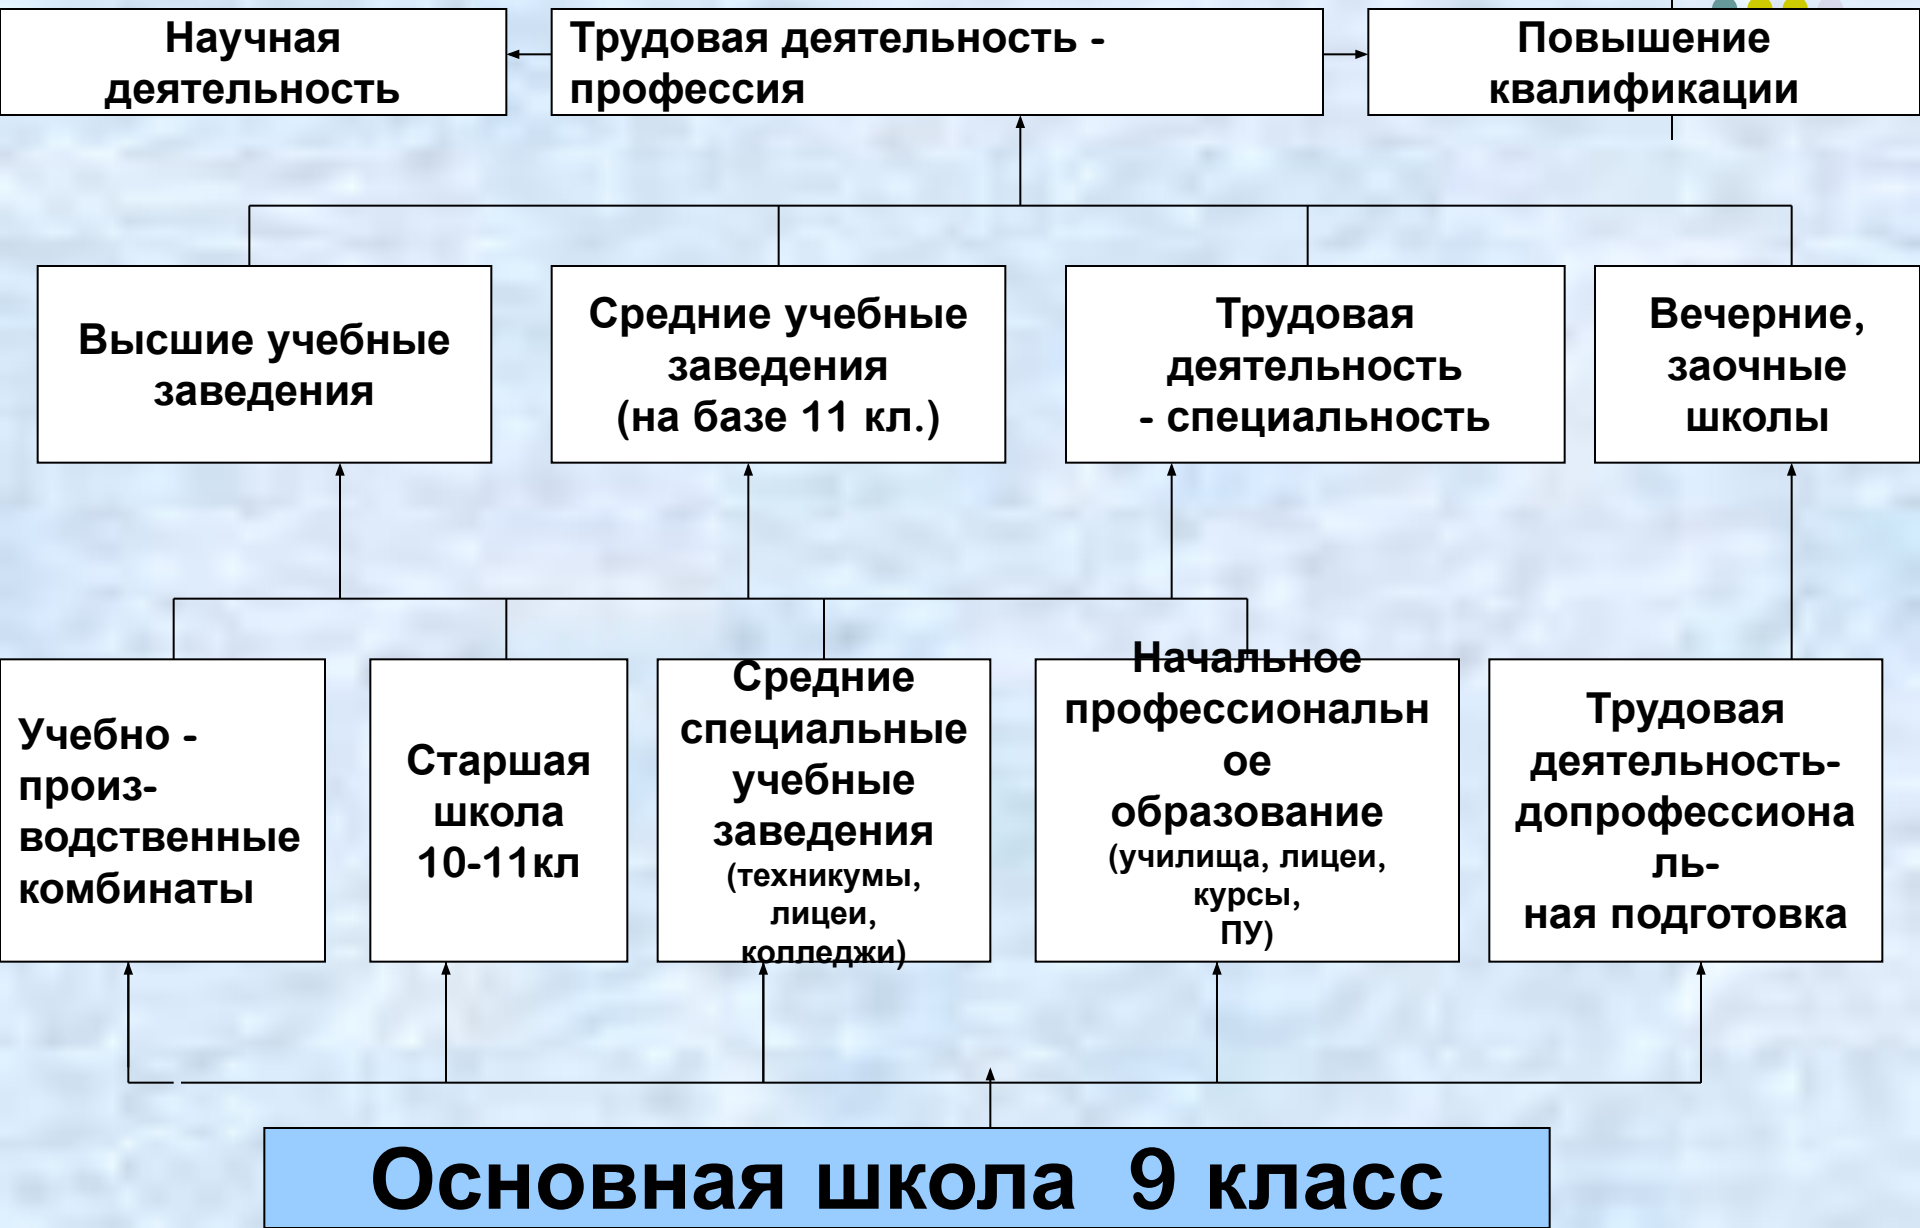 Научная
деятельность
Трудовая деятельность -
профессия
Повышение
квалификации
Высшие учебные
заведения
Средние учебные
заведения
(на базе 11 кл.)
Трудовая
деятельность
- специальность
Вечерние,
заочные
школы
Учебно -
произ-
водственные
комбинаты
Старшая
школа
10-11кл
Средние
специальные
учебные
заведения
(техникумы,
лицеи,
колледжи)
Начальное
профессиональн
ое
образование
(училища, лицеи,
курсы,
ПУ)
Трудовая
деятельность-
допрофессиона
ль-
ная подготовка
Основная школа 9 класс